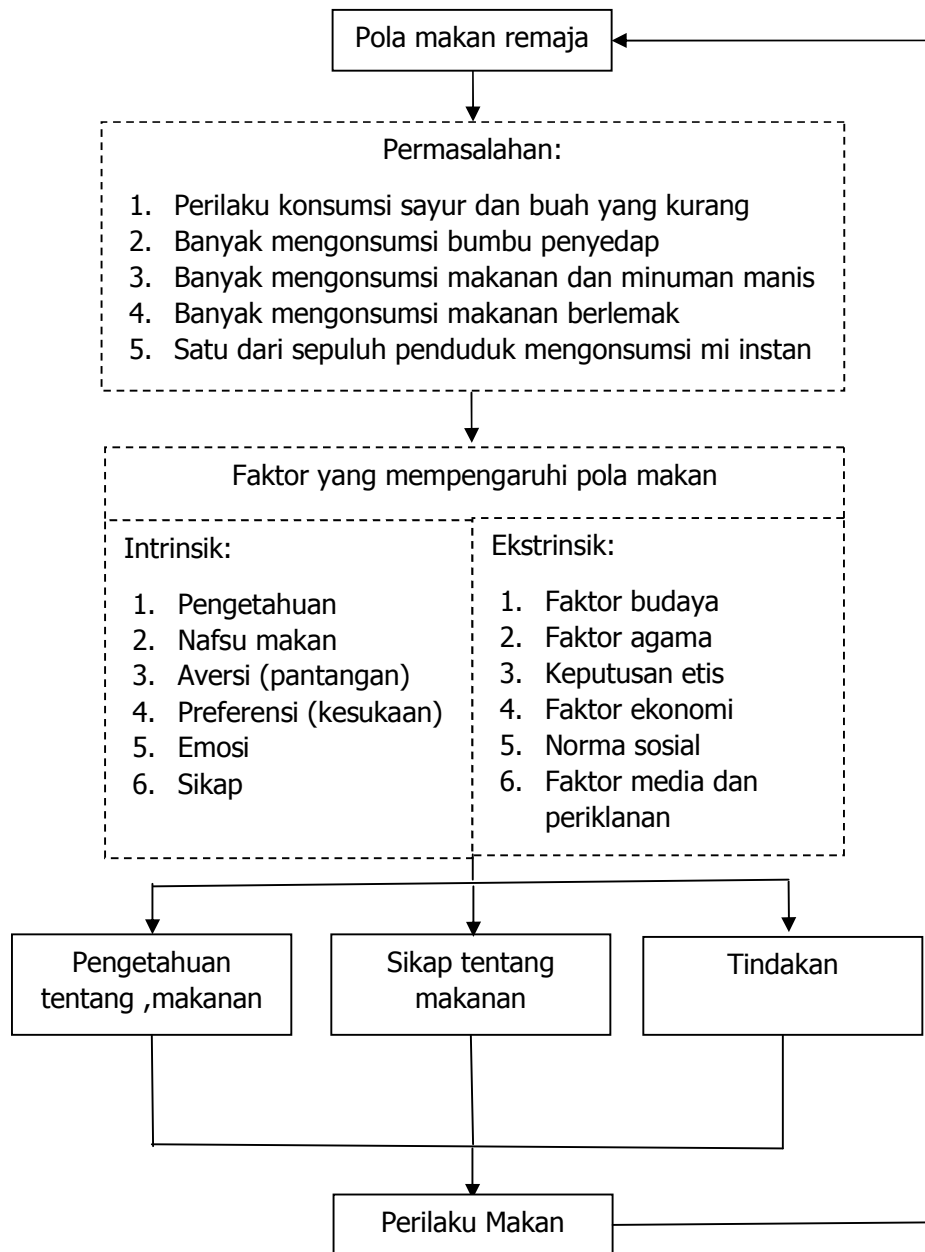 Pola makan remaja
Permasalahan:
1. Perilaku konsumsi sayur dan buah yang kurang
2. Banyak mengonsumsi bumbu penyedap
3. Banyak mengonsumsi makanan dan minuman manis
4. Banyak mengonsumsi makanan berlemak
5. Satu dari sepuluh penduduk mengonsumsi mi instan
Faktor yang mempengaruhi pola makan
Intrinsik:
1. Pengetahuan
2. Nafsu makan
3. Aversi (pantangan)
4. Preferensi (kesukaan)
5. Emosi
6. Sikap
Ekstrinsik:
1. Faktor budaya
2. Faktor agama
3. Keputusan etis
4. Faktor ekonomi
5. Norma sosial
6. Faktor media dan
periklanan
Pengetahuan
tentang ,makanan
Sikap tentang
makanan
Tindakan
Perilaku Makan